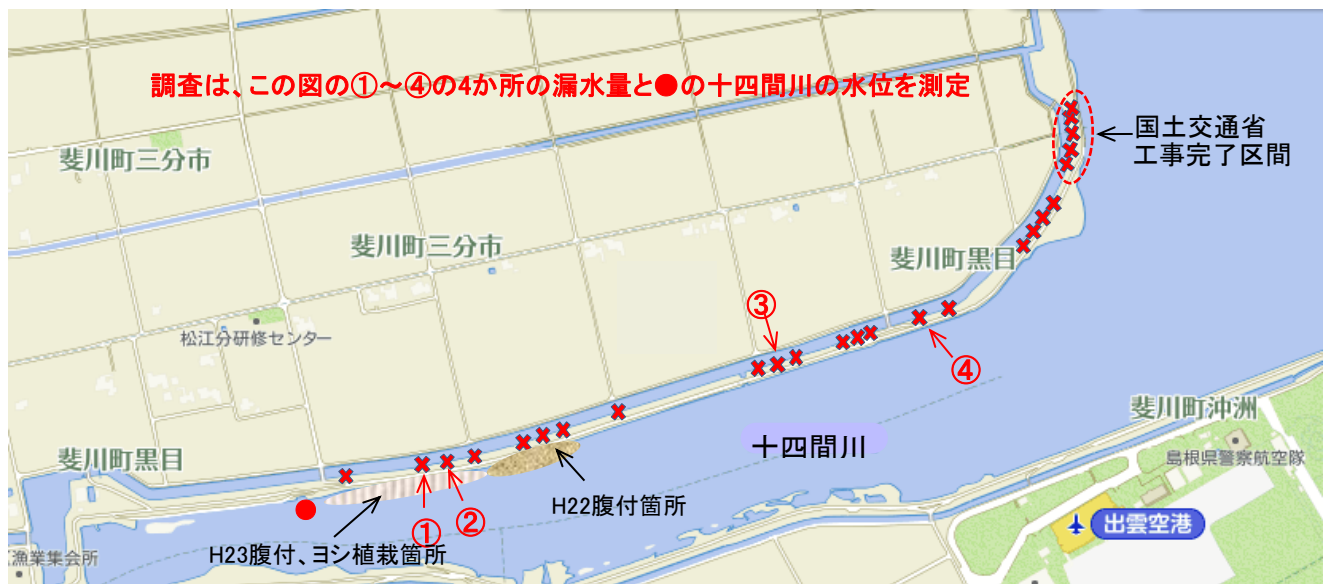 調査は、この図の①～④の4か所の漏水量と●の十四間川の水位を測定
国土交通省
工事完了区間
斐川町三分市
斐川町三分市
斐川町黒目
③
松江分研修センター
④
斐川町沖洲
十四間川
島根県警察航空隊
斐川町黒目
H22腹付箇所
①
②
出雲空港
H23腹付、ヨシ植栽箇所
漁業集会所